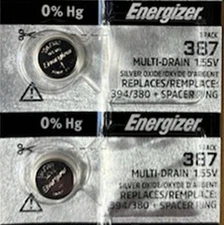 0% Hg
Energizer
1 PACK
387
MULTI-DRAIN 1.55V
SILVER OXIDE/OXYDE D'ARGENT
REPLACES/REMPLACE:
394/380 + SPACER RING
0% Hg
Energizer
1 PACK
387
MULTI-DRAIN 1.55V
SILVER OXIDE/OXYDE D'ARGENT
REPLACES/REMPLACE:
394/380 + SPACER RING